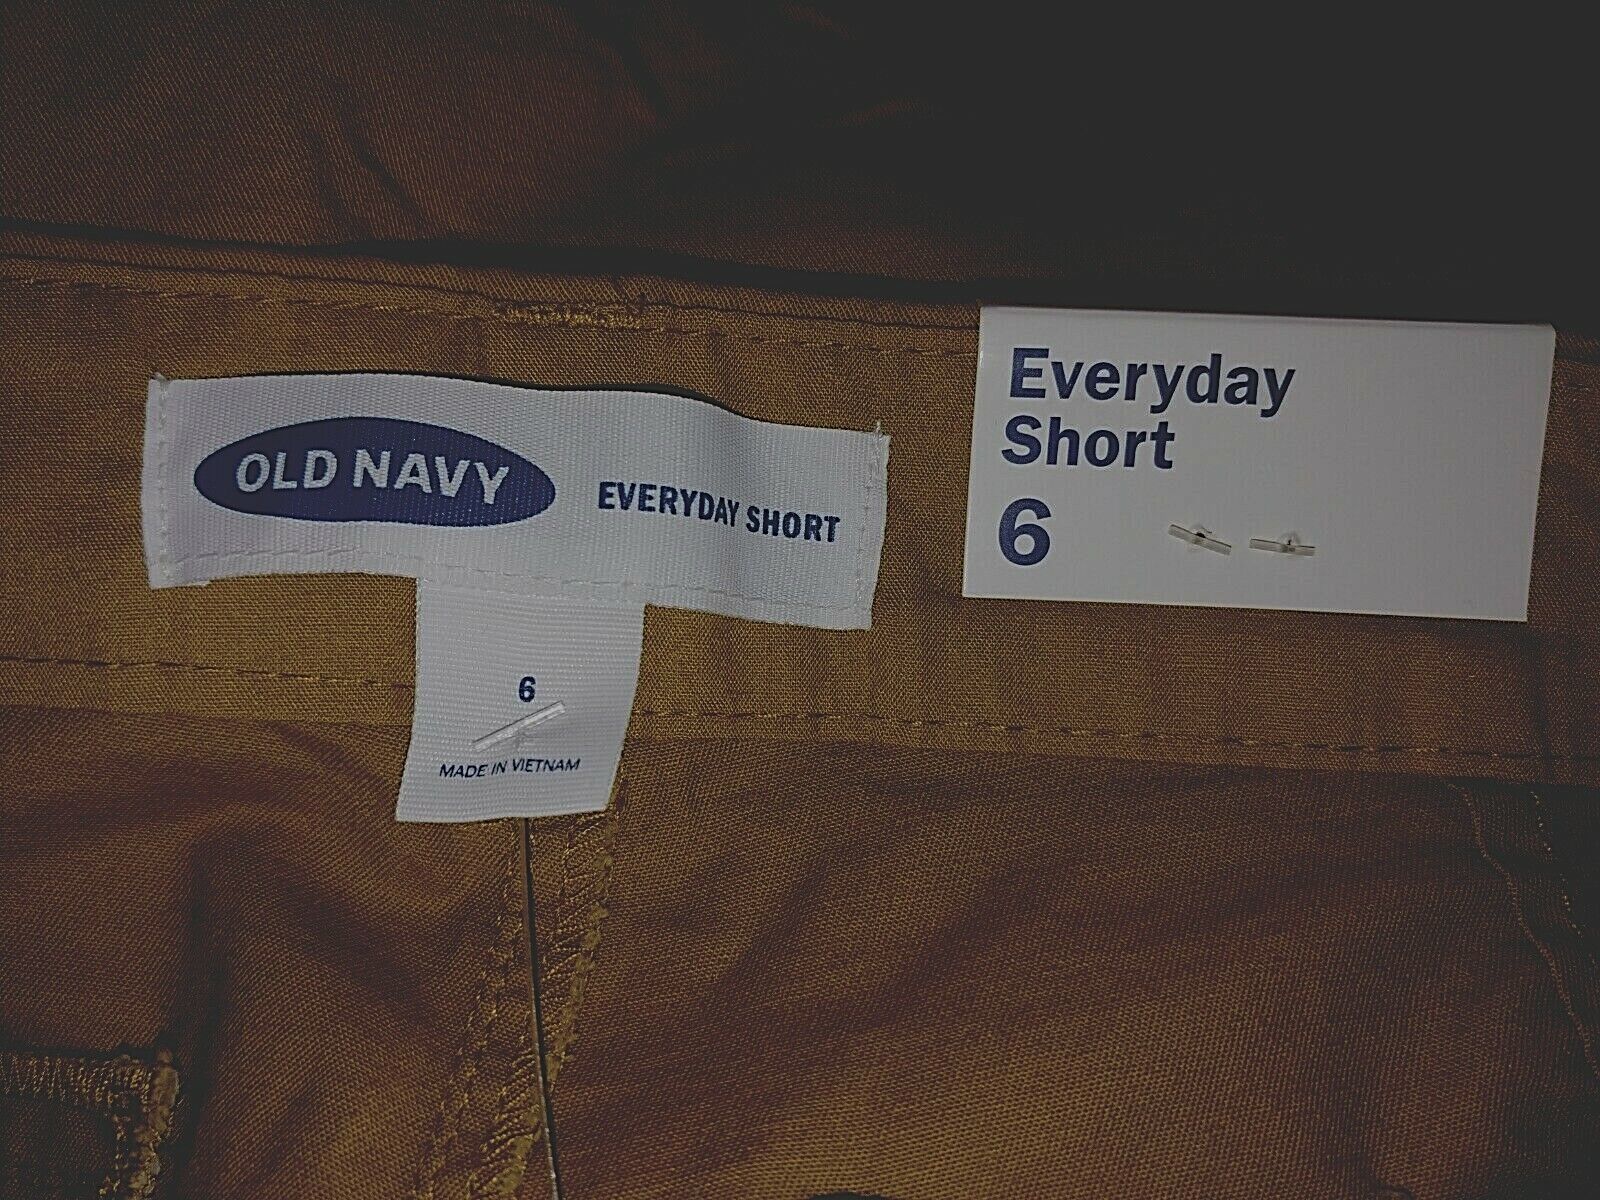 OLD NAVY
EVERYDAY SHORT
6
MADE IN VIETNAM
Everyday
Short
6